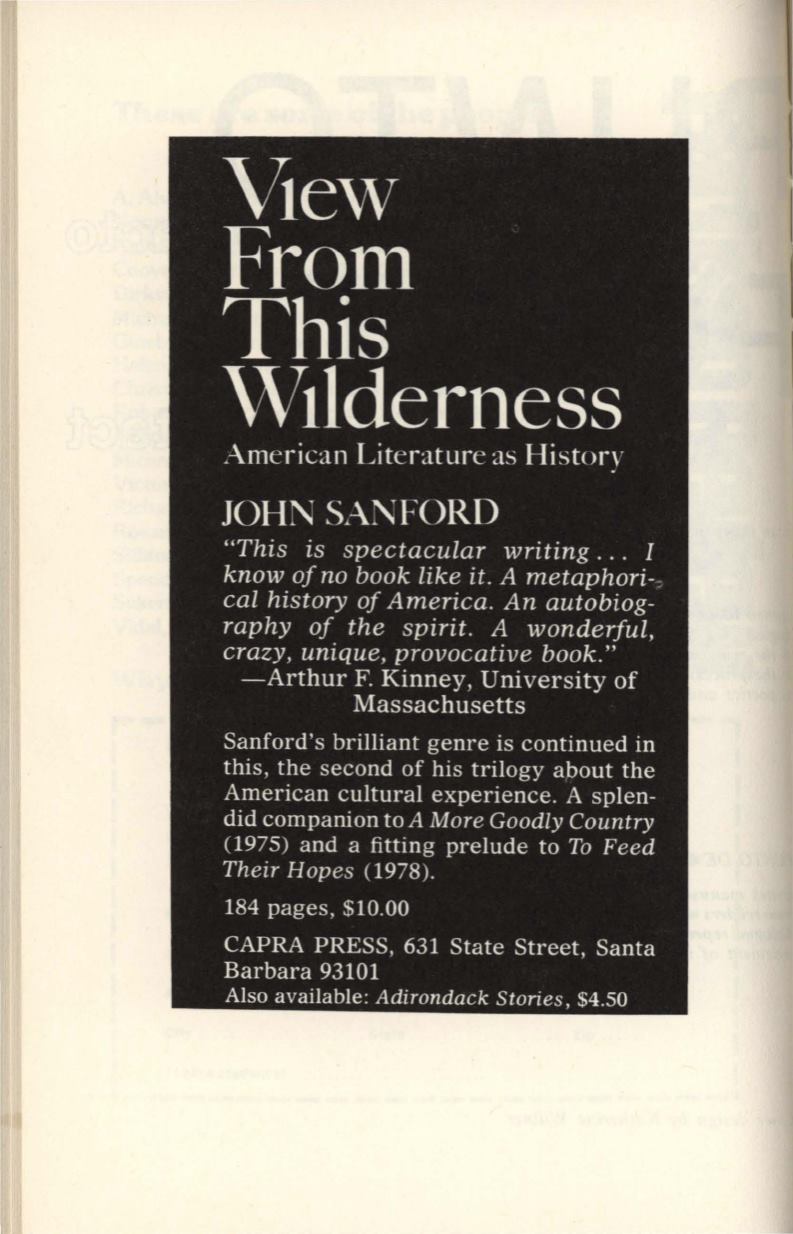 View
From
This
Wilderness
American Literature as History
JOHN SANFORD
“This is spectacular writing... I
know of no book like it. A metaphori-
cal history of America. An autobiog-
raphy of the spirit. A wonderful,
crazy, unique, provocative book.”
—Arthur F. Kinney, University of
Massachusetts
Sanford's brilliant genre is continued in
this, the second of his trilogy about the
American cultural experience. A splen-
did companion to A More Goodly Country
(1975) and a fitting prelude to To Feed
Their Hopes (1978).
184 pages, $10.00
CAPRA PRESS, 631 State Street, Santa
Barbara 93101
Also available: Adirondack Stories, $4.50